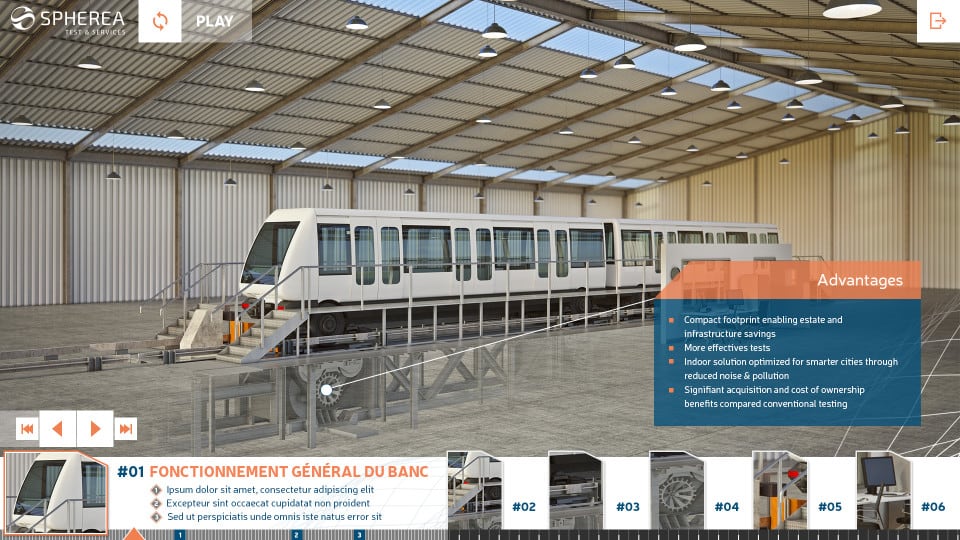 SPHEREA
TEST & SERVICES
PLAY
Advantages
Compact footprint enabling estate and
infrastructure savings
More effectives tests
Indoor solution optimized for smarter cities through
reduced noise & pollution
Signifiant acquisition and cost of ownership
benefits compared conventional testing
#01 FONCTIONNEMENT GÉNÉRAL DU BANC
1 Ipsum dolor sit amet, consectetur adipiscing elit
2 Excepteur sint occaecat cupidatat non proident
3 Sed ut perspiciatis unde omnis iste natus error sit
#02
#03
#04
#05
#06
1
2
3